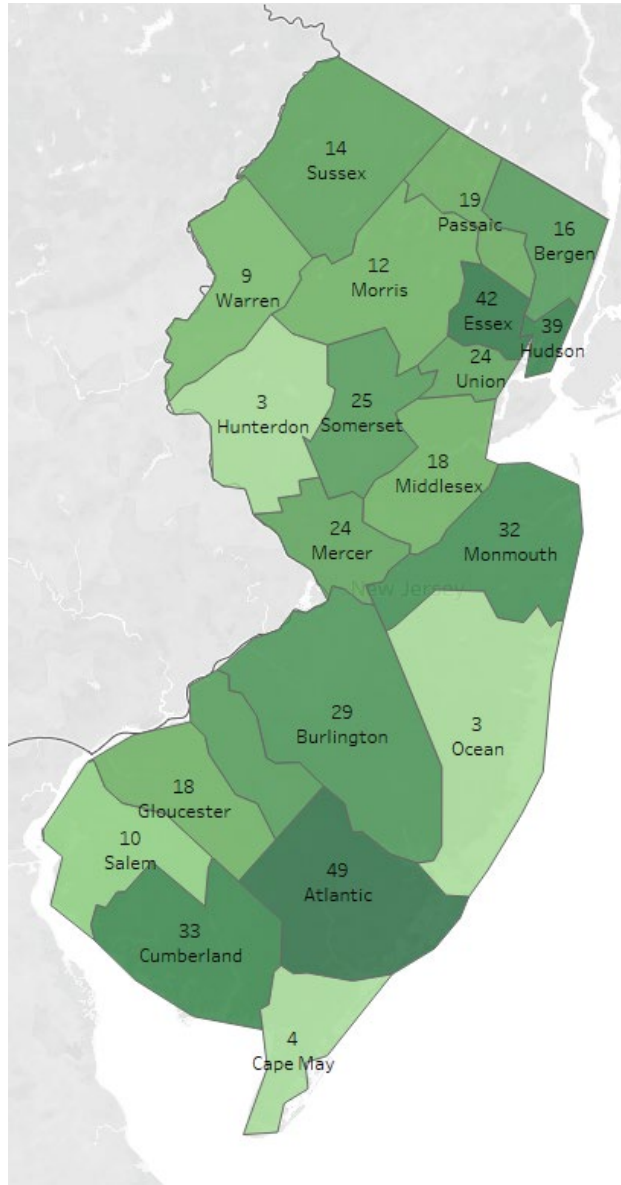 14
Sussex
19
Passaic
16
Bergen
9
Warren
12
Morris
42
Essex
39
Hudson
24
Union
3
Hunterdon
25
Somerset
18
Middlesex
24
Mercer
32
Monmouth
New Jersey
29
Burlington
3
Ocean
18
Gloucester
10
Salem
49
Atlantic
33
Cumberland
4
Cape May